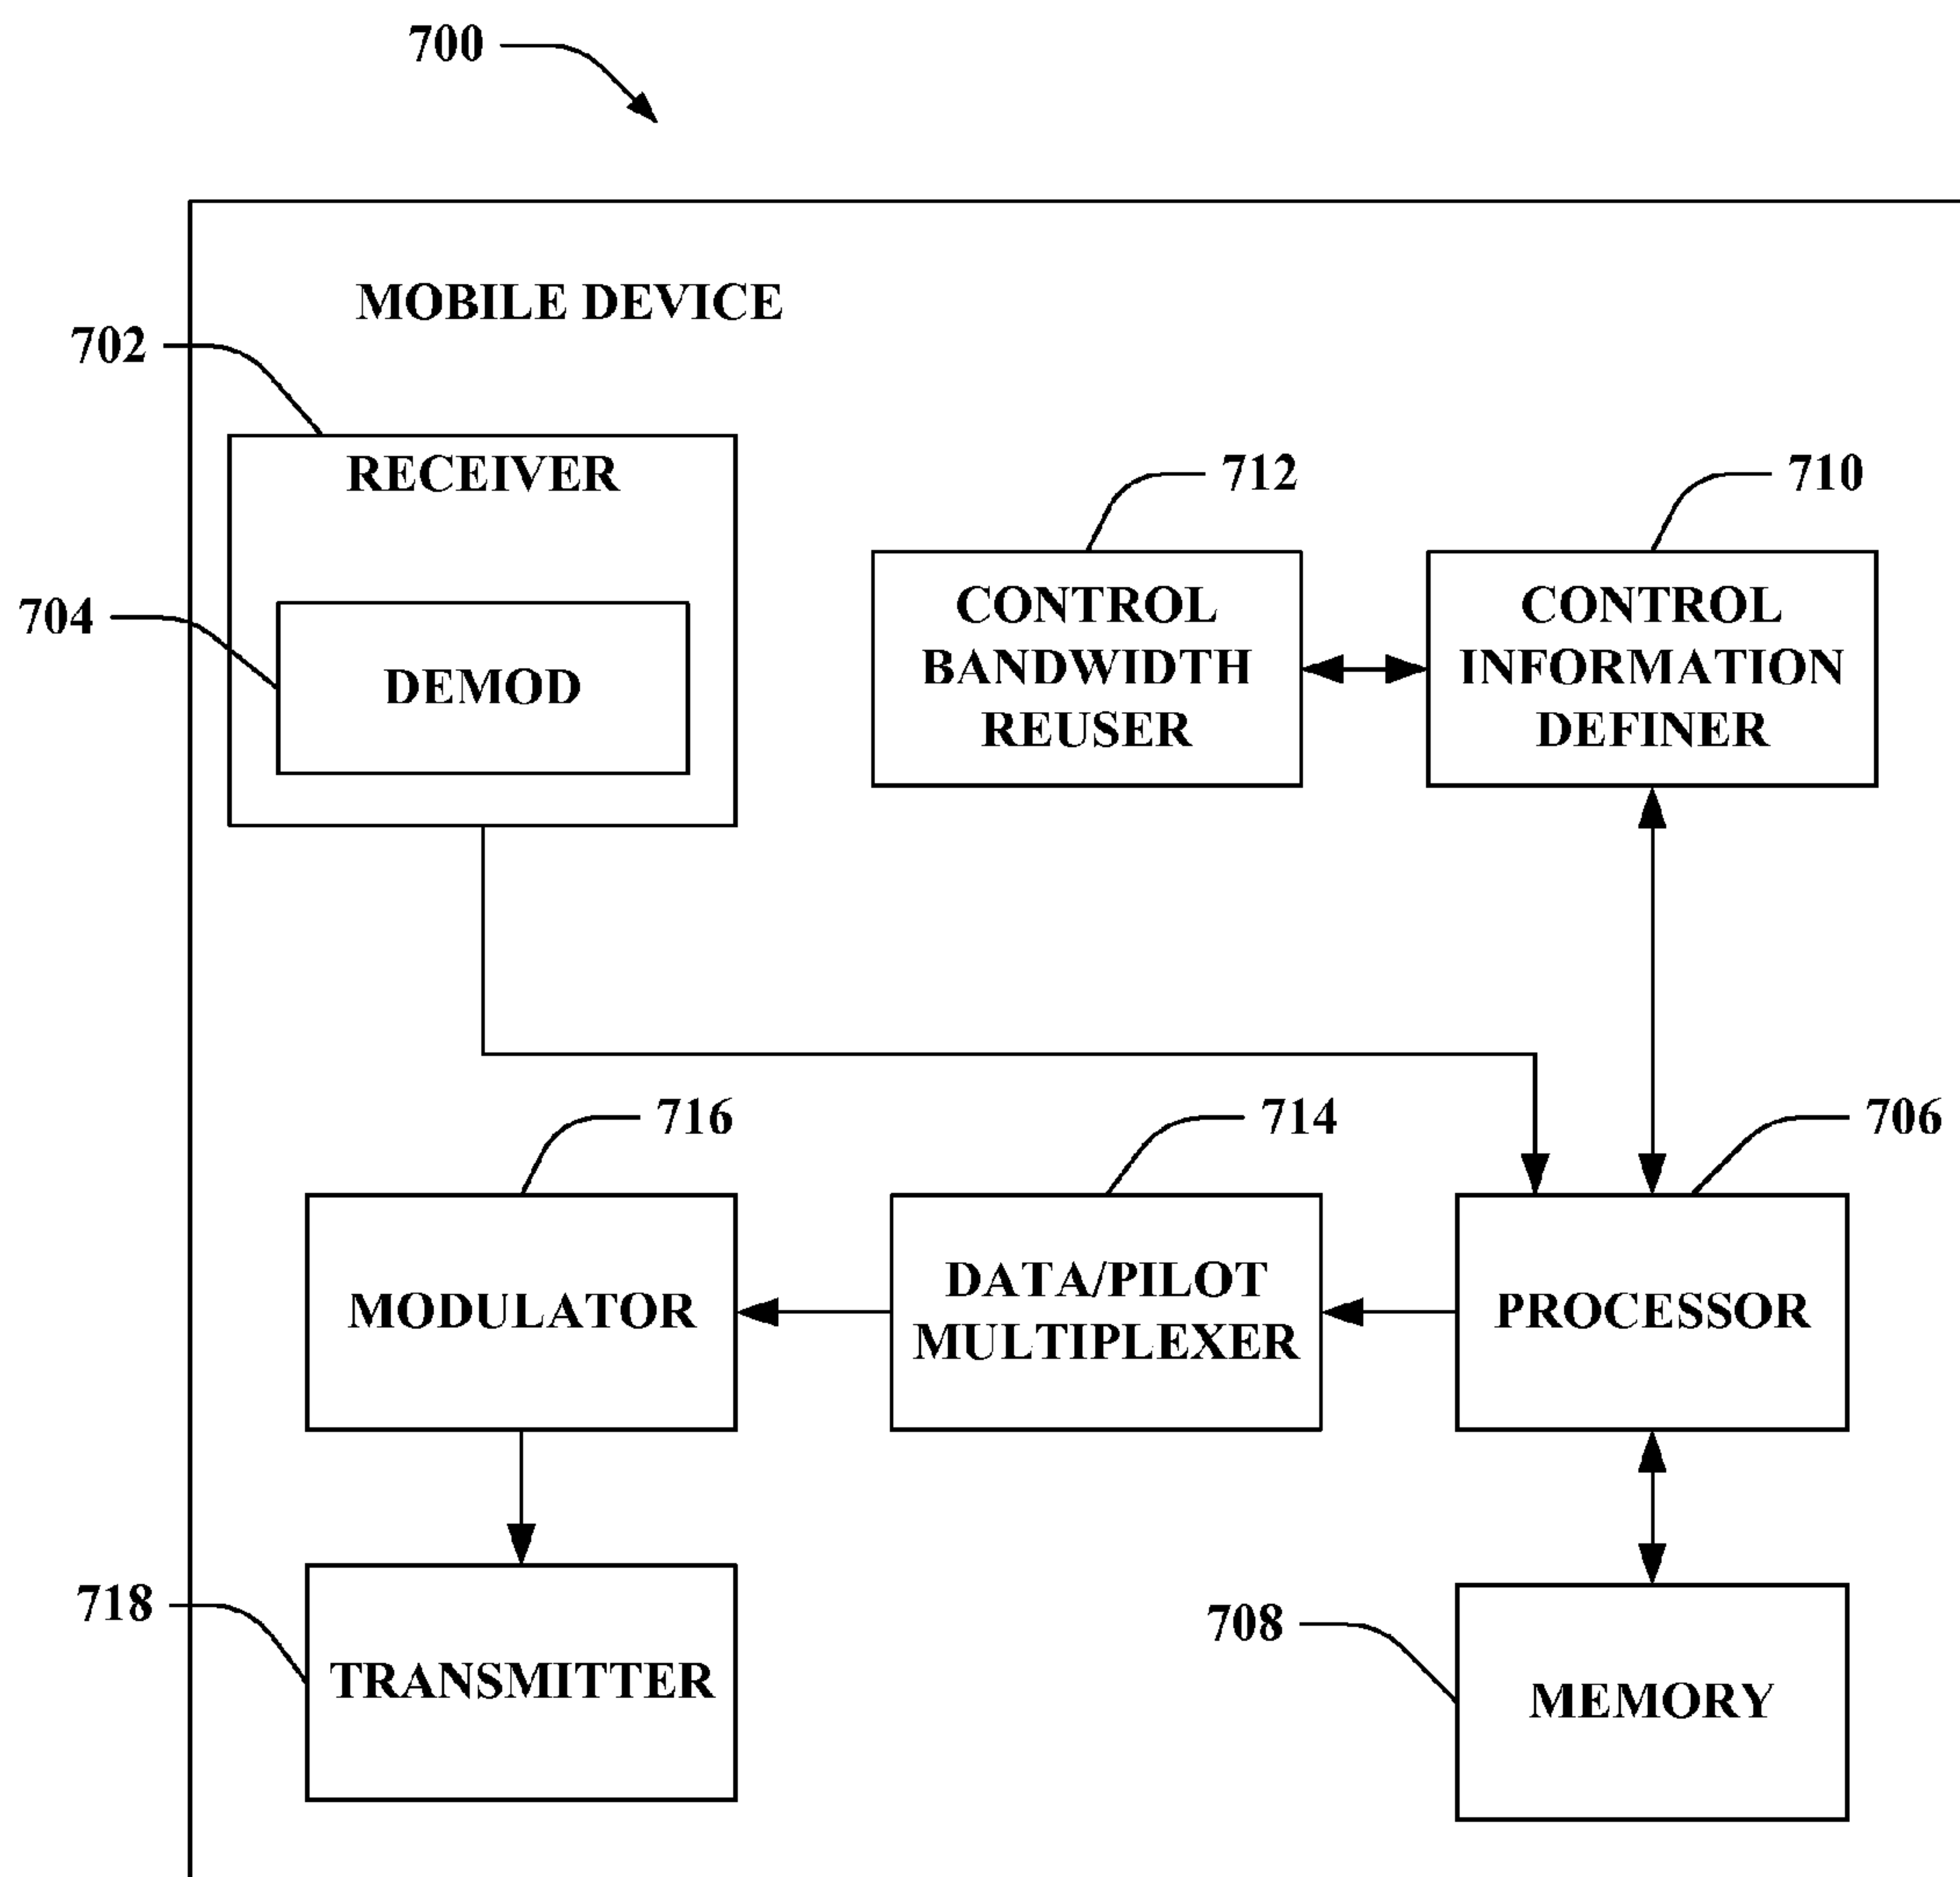 700
MOBILE DEVICE
702
RECEIVER
704
DEMOD
712
CONTROL
BANDWIDTH
REUSER
710
CONTROL
INFORMATION
DEFINER
716
MODULATOR
714
DATA/PILOT
MULTIPLEXER
706
PROCESSOR
718
TRANSMITTER
708
MEMORY